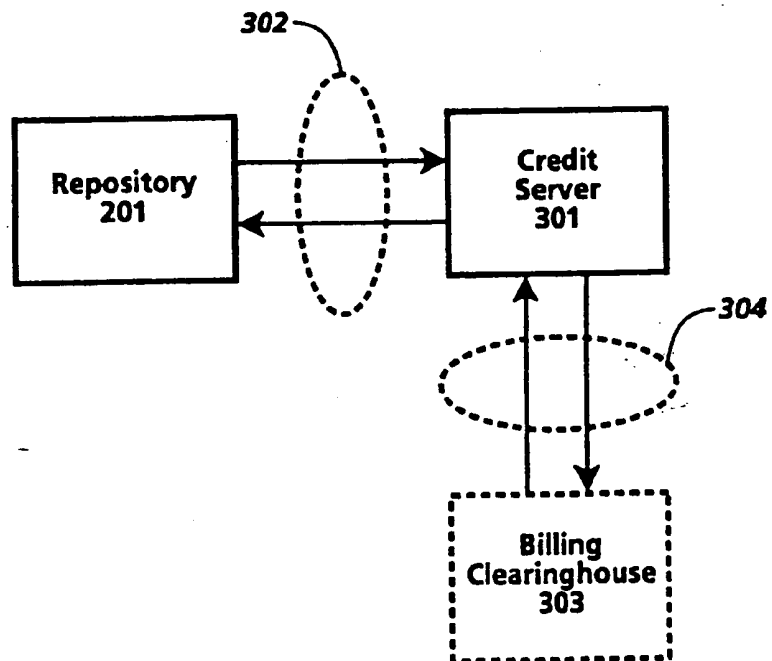 302
Repository
201
Credit
Server
301
304
Billing
Clearinghouse
303